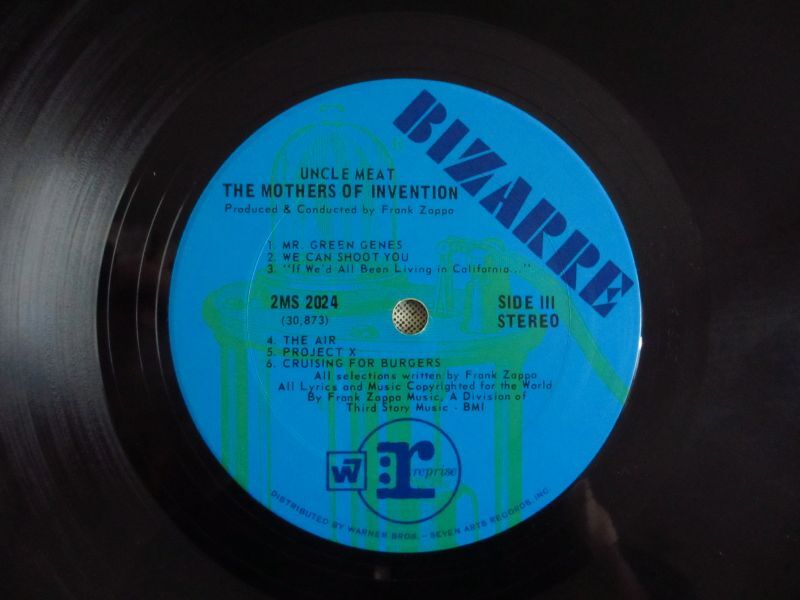 BIZARRE
UNCLE MEAT
THE MOTHERS OF INVENTION
Produced & Conducted by Frank Zappa
1. MR. GREEN GENES
2. WE CAN SHOOT YOU
3. "If We'd All Been Living in California..."
2MS 2024
SIDE III
(30,873)
STEREO
4. THE AIR
5. PROJECT X
6. CRUISING FOR BURGERS
All selections written by Frank Zappa
All Lyrics and Music Copyrighted for the World
By Frank Zappa Music, A Division of
Third Story Music - BMI
W7
:r reprise
DISTRIBUTED BY WARNER BROS. - SEVEN ARTS RECORDS, INC.